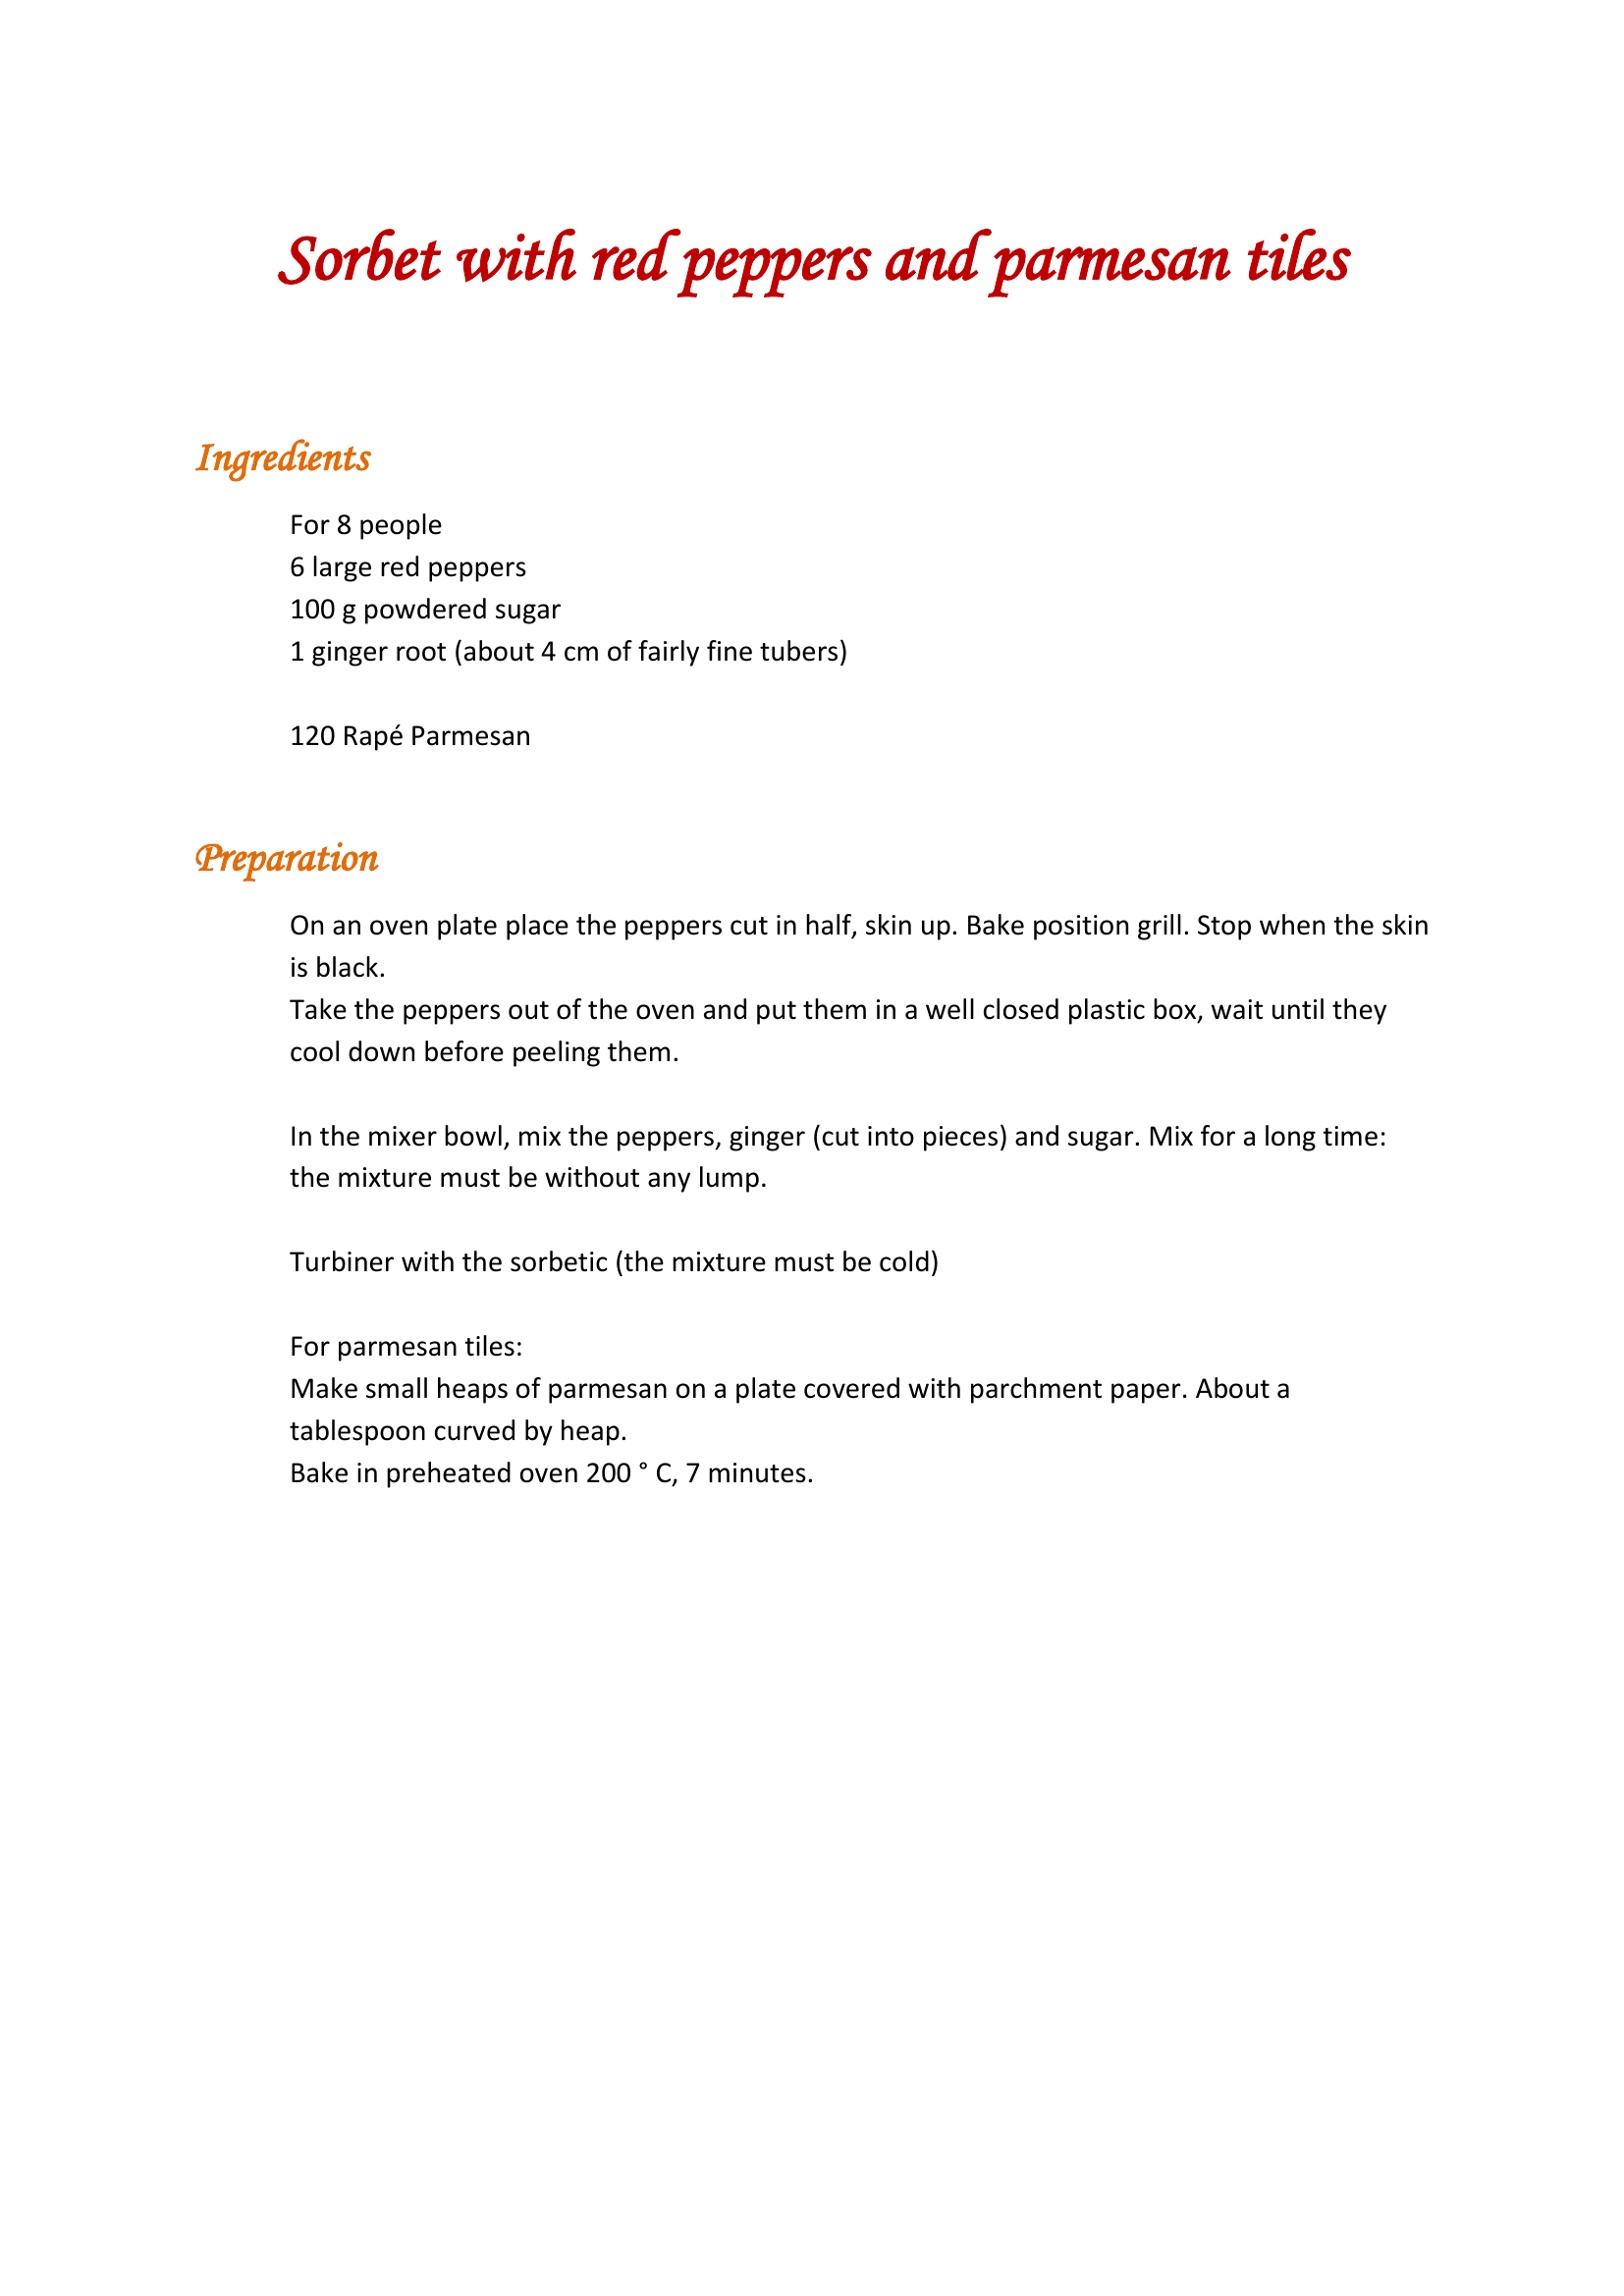 Sorbet with red peppers and parmesan tiles
Ingredients
For 8 people
6 large red peppers
100 g powdered sugar
1 ginger root (about 4 cm of fairly fine tubers)
120 Rapé Parmesan
Preparation
On an oven plate place the peppers cut in half, skin up. Bake position grill. Stop when the skin
is black.
Take the peppers out of the oven and put them in a well closed plastic box, wait until they
cool down before peeling them.
In the mixer bowl, mix the peppers, ginger (cut into pieces) and sugar. Mix for a long time:
the mixture must be without any lump.
Turbiner with the sorbetic (the mixture must be cold)
For parmesan tiles:
Make small heaps of parmesan on a plate covered with parchment paper. About a
tablespoon curved by heap.
Bake in preheated oven 200 ° C, 7 minutes.